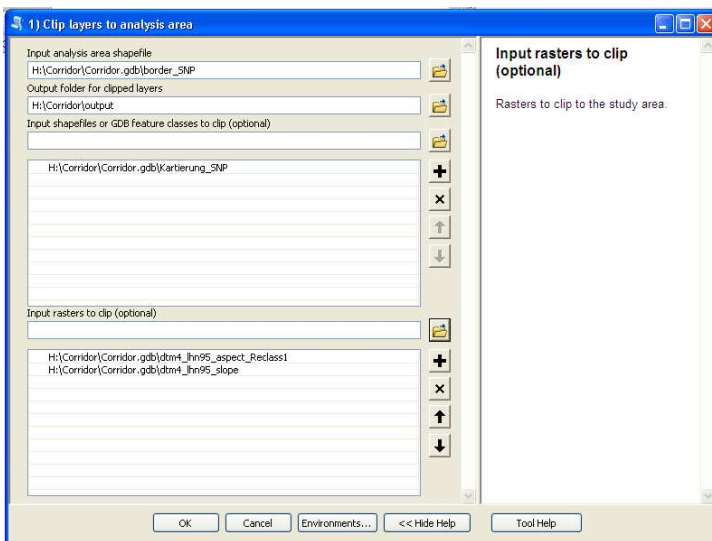 1) Clip layers to analysis area
Input analysis area shapefile
H:\Corridor\Corridor.gdb\border_SNP
Output folder for clipped layers
H:\Corridor\output
Input shapefiles or GDB feature classes to clip (optional)
H:\Corridor\Corridor.gdb\Kartierung_SNP
Input rasters to clip (optional)
H:\Corridor\Corridor.gdb\dtm4_lhn95_aspect_Reclass1
H:\Corridor\Corridor.gdb\dtm4_lhn95_slope
Input rasters to clip
(optional)
Rasters to clip to the study area.
OK
Cancel
Environments...
<< Hide Help
Tool Help